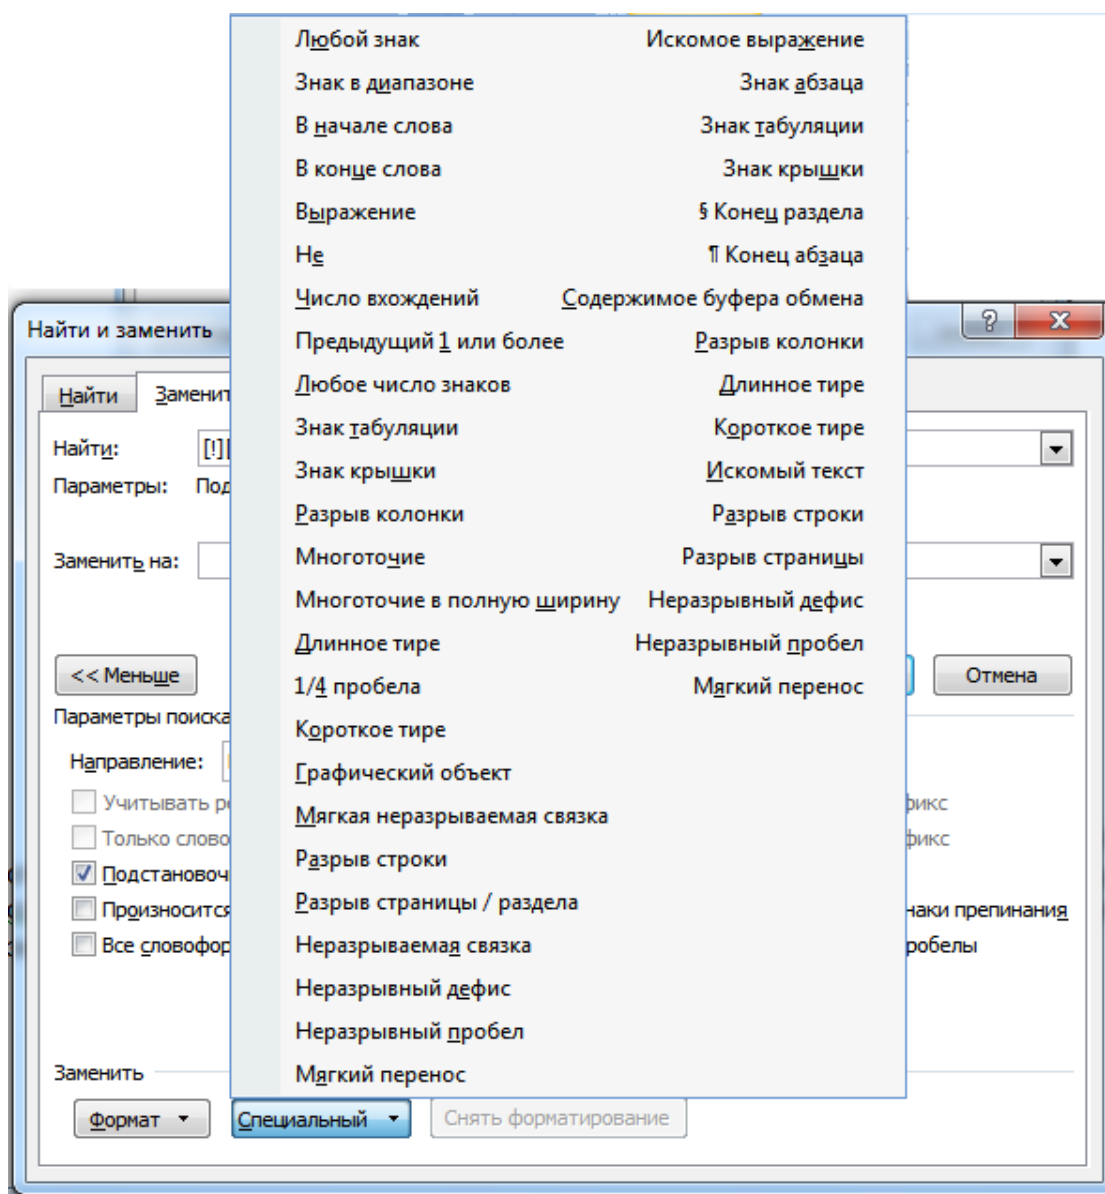 Любой знак Искомое выражение
Знак в диапазоне Знак абзаца
В начале слова Знак табуляции
В конце слова Знак крышки
Выражение § Конец раздела
Не ¶ Конец абзаца
Число вхождений Содержимое буфера обмена
Найти и заменить
Предыдущий 1 или более Разрыв колонки
Любое число знаков Длинное тире
Найти Заменит
Знак табуляции Короткое тире
Найти: [!][
Знак крышки Искомый текст
Параметры: Под
Разрыв колонки Разрыв строки
Многоточие Разрыв страницы
Заменить на:
Многоточие в полную ширину Неразрывный дефис
Длинное тире Неразрывный пробел
<< Меньше 1/4 пробела Мягкий перенос Отмена
Параметры поиска
Короткое тире
Направление:
Графический объект
Учитывать р фикс
Мягкая неразрываемая связка
Только слово фикс
Разрыв строки
Подстановоч
Разрыв страницы / раздела
Произносится наки препинания
Все словофор Неразрываемая связка робелы
Неразрывный дефис
Неразрывный пробел
Заменить Мягкий перенос
Формат Специальный Снять форматирование